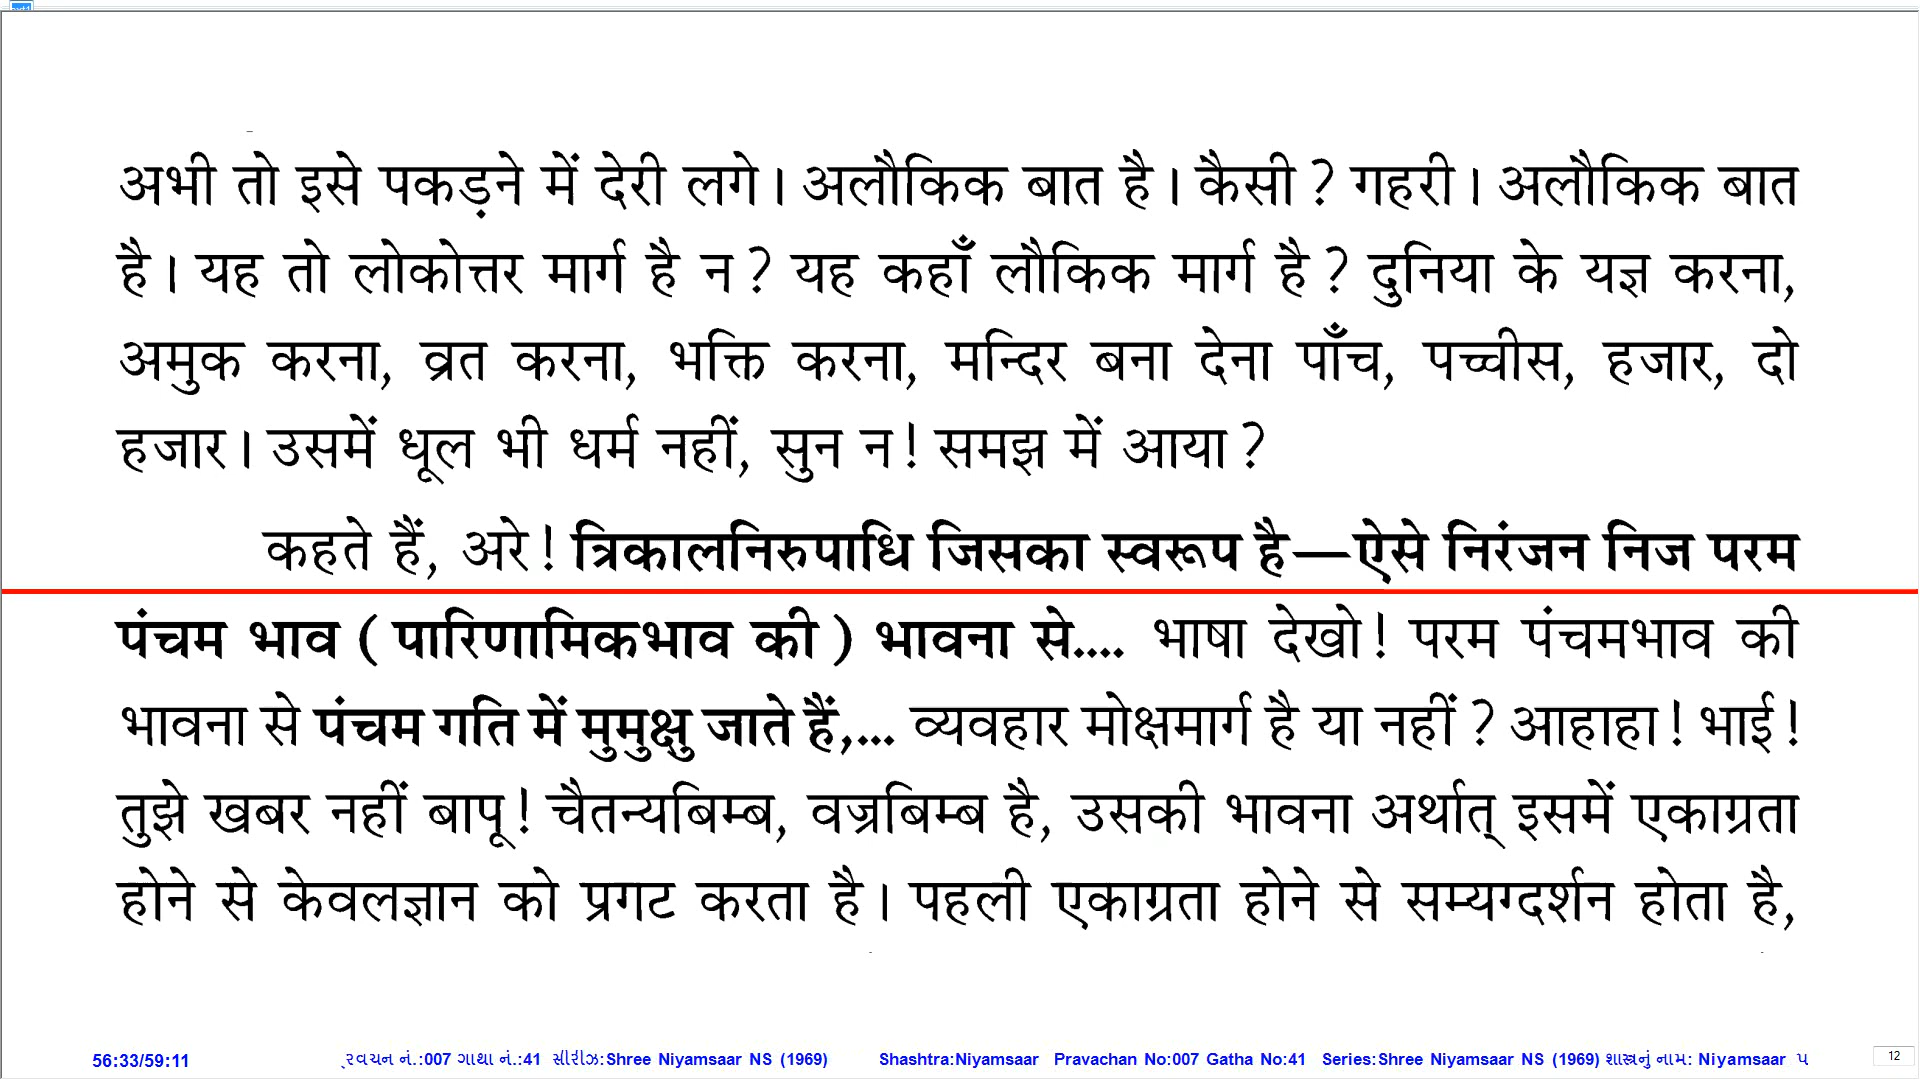 अभी तो इसे पकड़ने में देरी लगे। अलौकिक बात है। कैसी ? गहरी। अलौकिक बात
है। यह तो लोकोत्तर मार्ग है न ? यह कहाँ लौकिक मार्ग है ? दुनिया के यज्ञ करना,
अमुक करना, व्रत करना, भक्ति करना, मन्दिर बना देना पाँच, पच्चीस, हजार, दो
हजार। उसमें धूल भी धर्म नहीं, सुन न! समझ में आया ?
कहते हैं, अरे! त्रिकालनिरुपाधि जिसका स्वरूप है—ऐसे निरंजन निज परम
पंचम भाव ( पारिणामिकभाव की ) भावना से.... भाषा देखो! परम पंचमभाव की
भावना से पंचम गति में मुमुक्षु जाते हैं,... व्यवहार मोक्षमार्ग है या नहीं ? आहाहा! भाई!
तुझे खबर नहीं बापू! चैतन्यबिम्ब, वज्रबिम्ब है, उसकी भावना अर्थात् इसमें एकाग्रता
होने से केवलज्ञान को प्रगट करता है। पहली एकाग्रता होने से सम्यग्दर्शन होता है,
56:33/59:11 નં.:007 ગાથા નં.:41 સીરીઝ:Shree Niyamsaar NS (1969) Shashtra:Niyamsaar Pravachan No:007 Gatha No:41 Series:Shree Niyamsaar NS (1969) શાસ્ત્રનું નામ: Niyamsaar 12